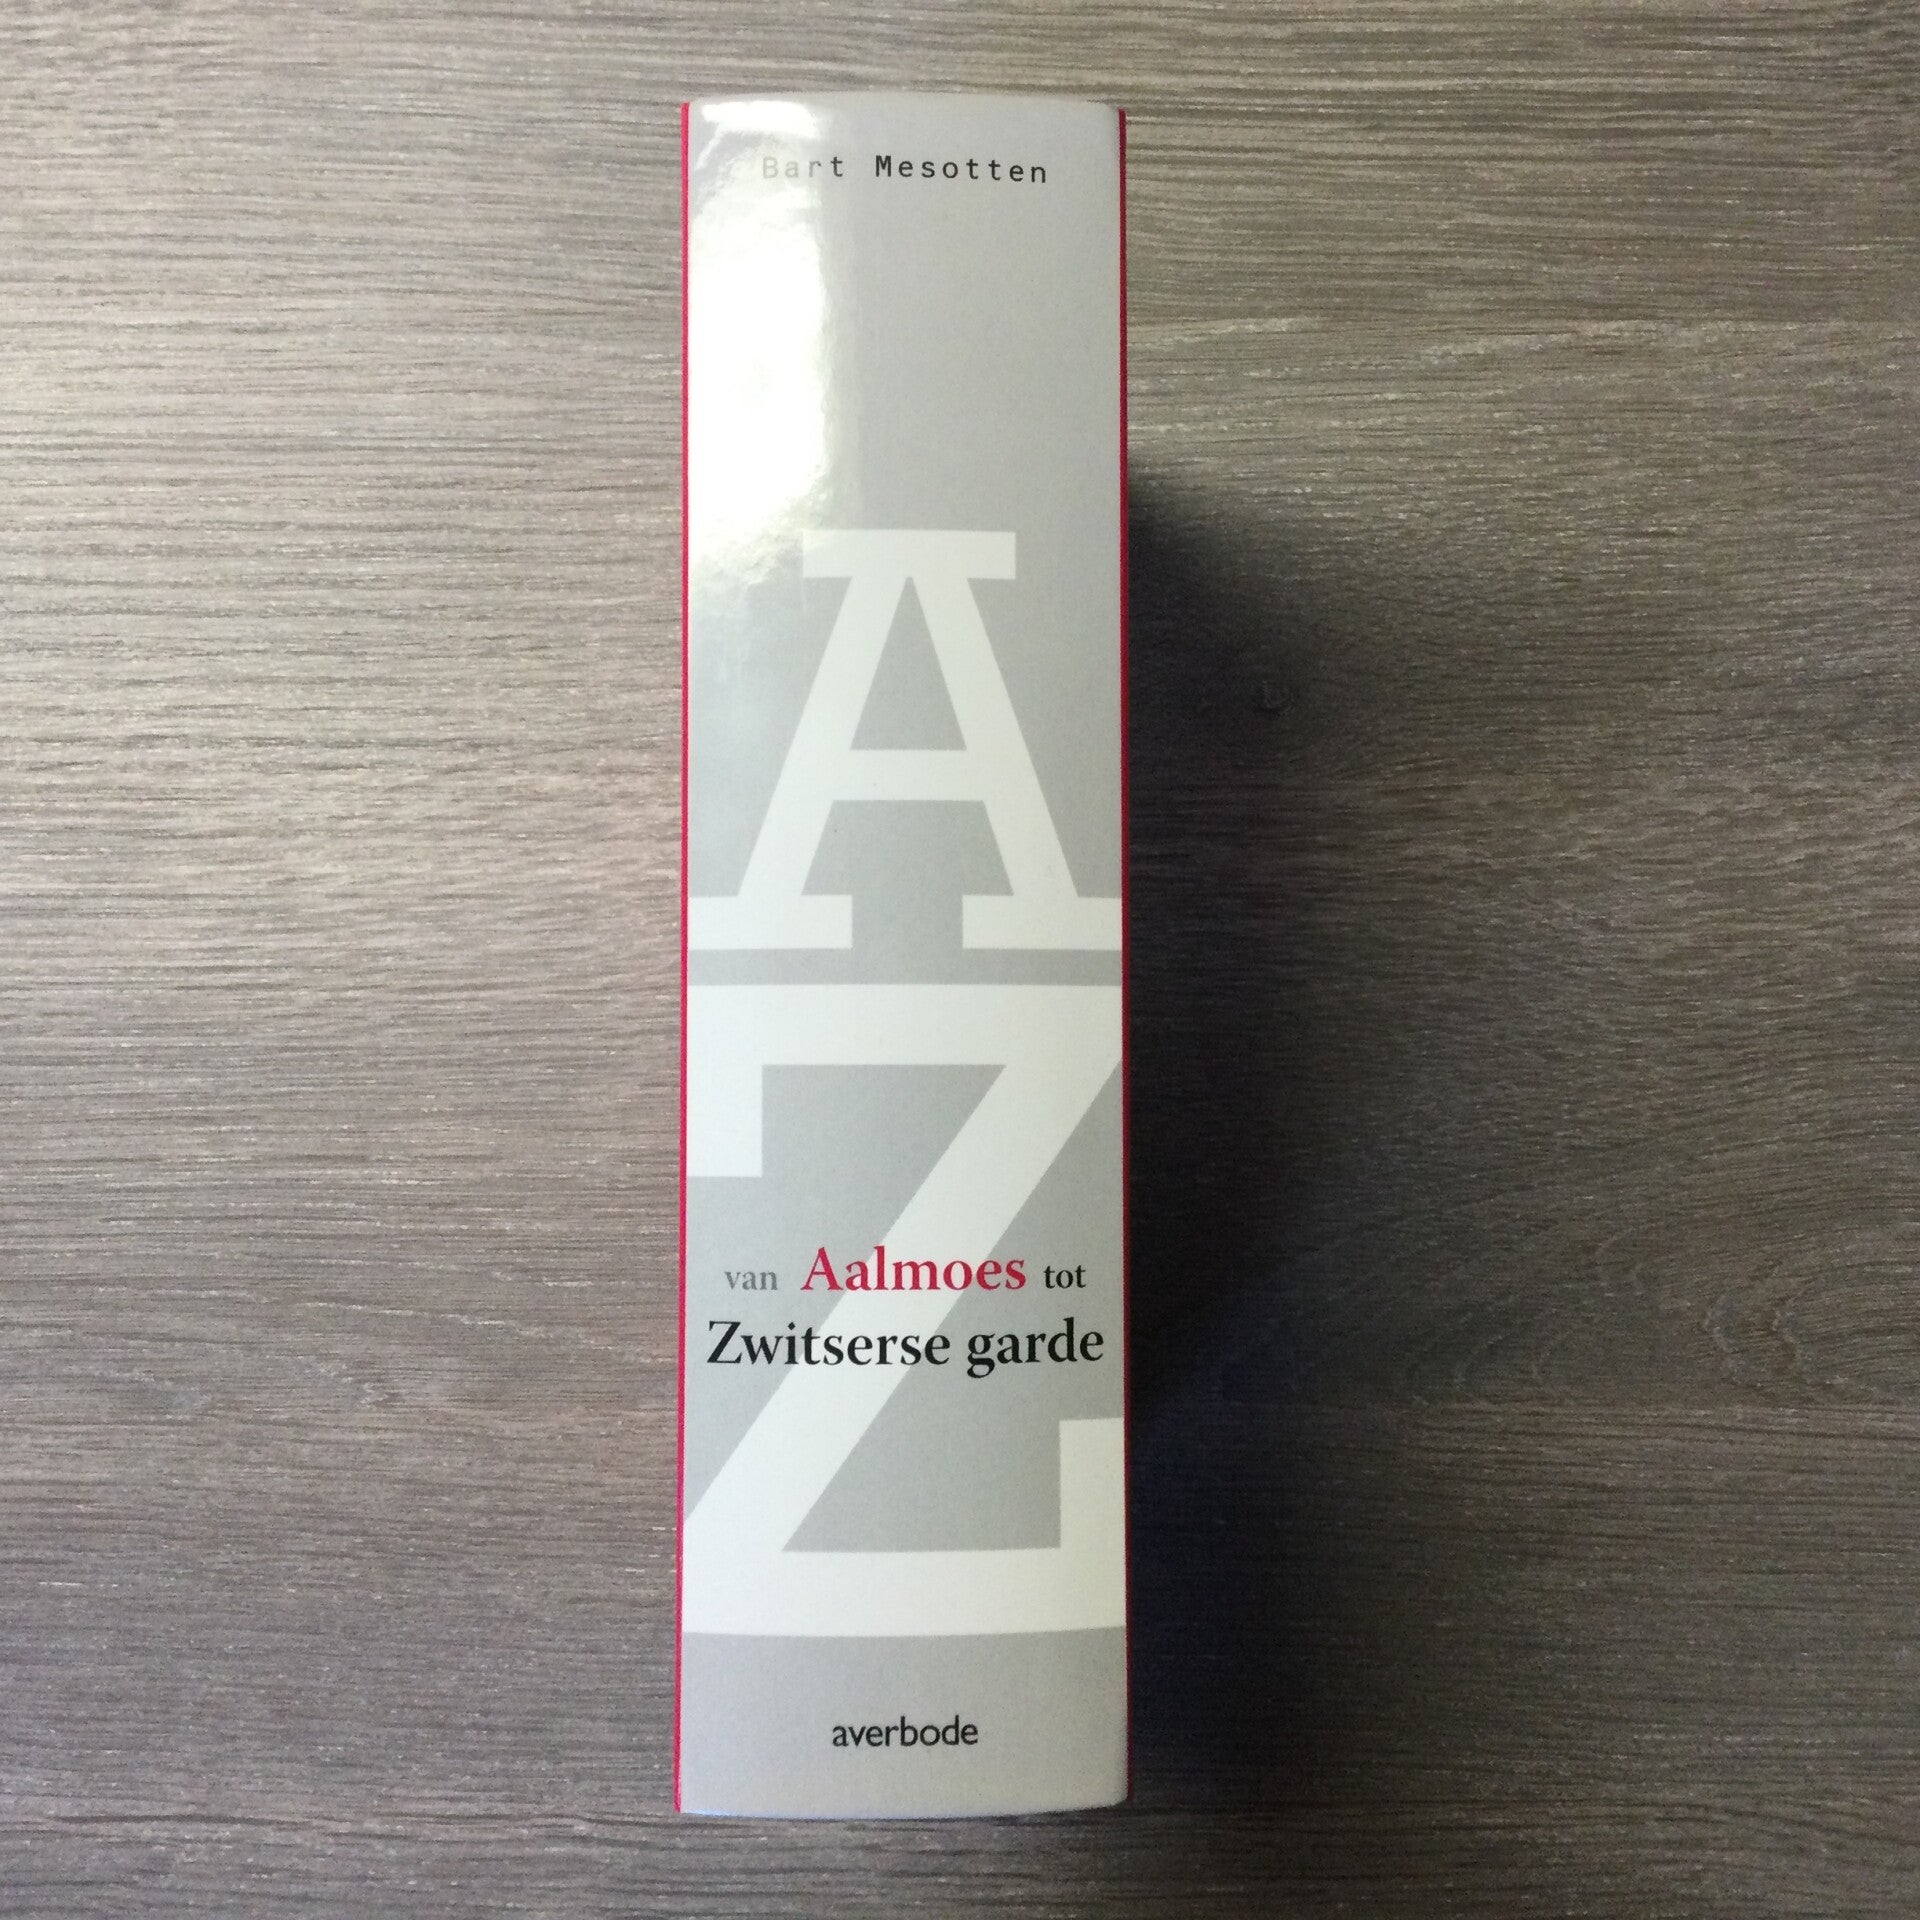 Bart Mesotten
A
Z
van Aalmoes tot
Zwitserse garde
averbode